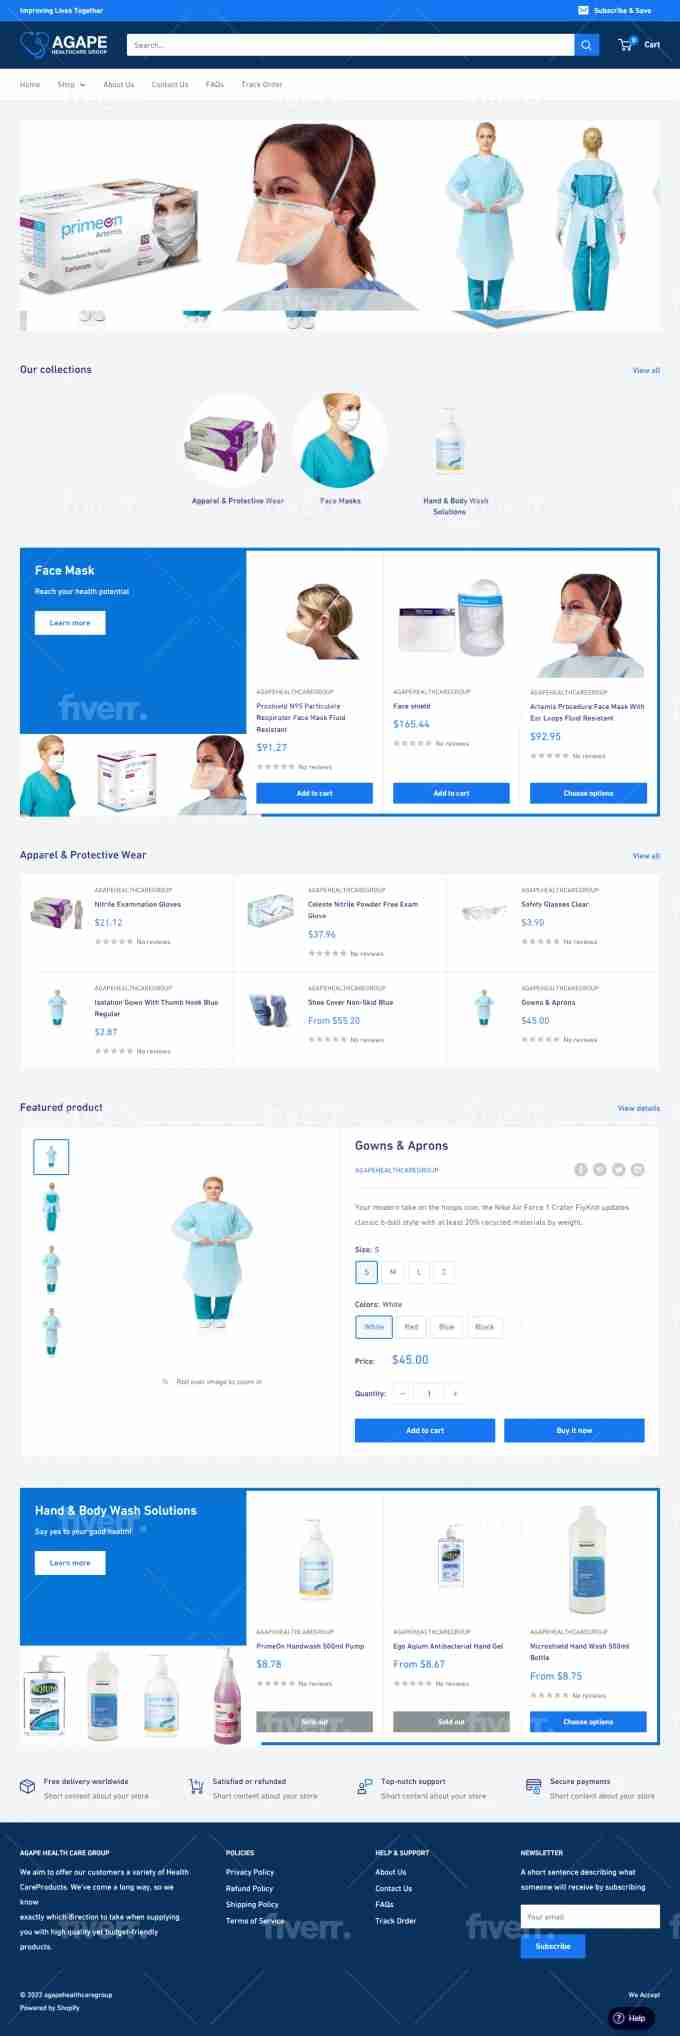 Improving Lives Together
Subscribe & Save
AGAPE
HEALTHCARE GROUP
Search...
0
Cart
Home Shop About Us Contact Us FAQs Track Order
primeon
Artemis
Procedure Face Mask
fiverr.
Our collections
View all
Apparel & Protective Wear
Face Masks
Hand & Body Wash
Solutions
Face Mask
Reach your health potential
Learn more
fiverr.
AGAPEHEALTHCAREGROUP
Proshield N95 Particulate
Respirator Face Mask Fluid
Resistant
$91.27
No reviews
Add to cart
AGAPEHEALTHCAREGROUP
Face shield
$165.44
No reviews
Add to cart
AGAPEHEALTHCAREGROUP
Artemis Procedure Face Mask With
Ear Loops Fluid Resistant
$92.95
No reviews
Choose options
Apparel & Protective Wear
View all
AGAPEHEALTHCAREGROUP
Nitrile Examination Gloves
$21.12
No reviews
AGAPEHEALTHCAREGROUP
Celeste Nitrile Powder Free Exam
Glove
$37.96
No reviews
AGAPEHEALTHCAREGROUP
Safety Glasses Clear
$3.90
No reviews
AGAPEHEALTHCAREGROUP
Isolation Gown With Thumb Hook Blue
Regular
$2.87
No reviews
AGAPEHEALTHCAREGROUP
Shoe Cover Non-Skid Blue
From $55.20
No reviews
AGAPEHEALTHCAREGROUP
Gowns & Aprons
$45.00
No reviews
Featured product
View details
Gowns & Aprons
AGAPEHEALTHCAREGROUP
Your modern take on the hoops icon, the Nike Air Force 1 Crater FlyKnit updates
classic b-ball style with at least 20% recycled materials by weight.
Size: S
S M L
Colors: White
White Red Blue Black
Price: $45.00
Quantity: − 1 +
Roll over image to zoom in
Add to cart
Buy it now
Hand & Body Wash Solutions
Say yes to your good health!
fiverr.
Learn more
AGAPEHEALTHCAREGROUP
PrimeOn Handwash 500ml Pump
$8.78
No reviews
Sold out
AGAPEHEALTHCAREGROUP
Ego Aqium Antibacterial Hand Gel
From $8.67
No reviews
Sold out
AGAPEHEALTHCAREGROUP
Microshield Hand Wash 500ml
Bottle
From $8.75
No reviews
Choose options
Free delivery worldwide
Short content about your store
Satisfied or refunded
Short content about your store
Top-notch support
Short content about your store
Secure payments
Short content about your store
AGAPE HEALTH CARE GROUP
We aim to offer our customers a variety of Health
CareProducts. We've come a long way, so we
know
exactly which direction to take when supplying
you with high quality yet budget-friendly
products.
POLICIES
Privacy Policy
Refund Policy
Shipping Policy
Terms of Service
HELP & SUPPORT
About Us
Contact Us
FAQs
Track Order
NEWSLETTER
A short sentence describing what
someone will receive by subscribing
Your email
Subscribe
fiverr.
fiverr.
fiverr.
© 2022 agapehealthcaregroup
Powered by Shopify
We Accept
Help